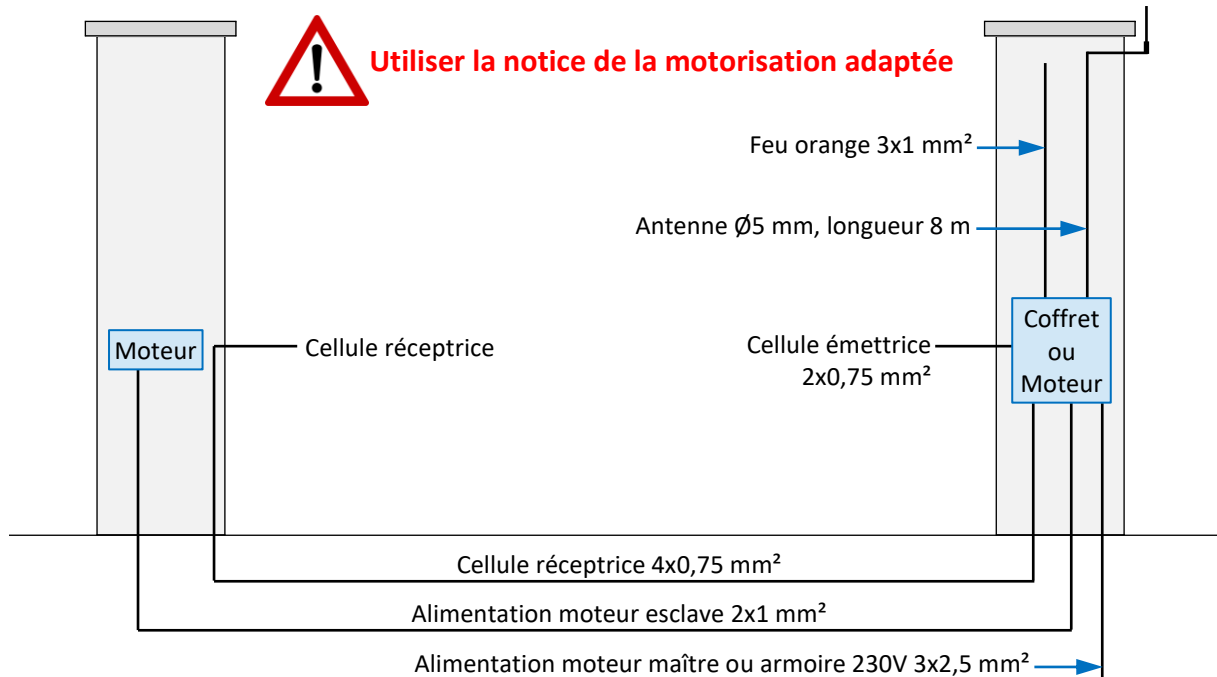 Utiliser la notice de la motorisation adaptée
Feu orange 3x1 mm²
Antenne Ø5 mm, longueur 8 m
Moteur
Cellule réceptrice
Cellule émettrice
2x0,75 mm²
Coffret
ou
Moteur
Cellule réceptrice 4x0,75 mm²
Alimentation moteur esclave 2x1 mm²
Alimentation moteur maître ou armoire 230V 3x2,5 mm²